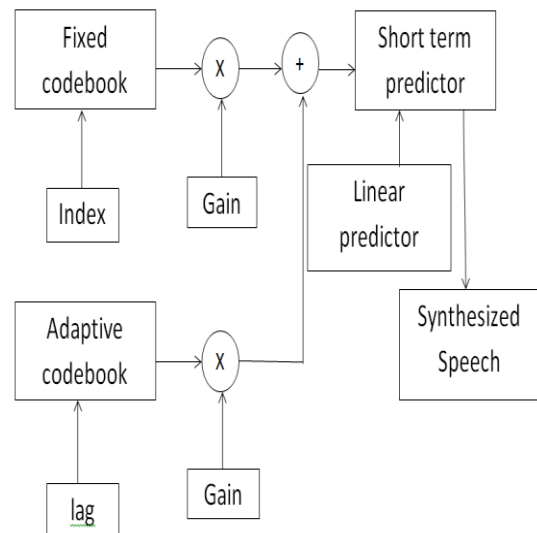 Fixed
codebook
X
+
Short term
predictor
Index
Gain
Linear
predictor
Adaptive
codebook
X
Synthesized
Speech
lag
Gain